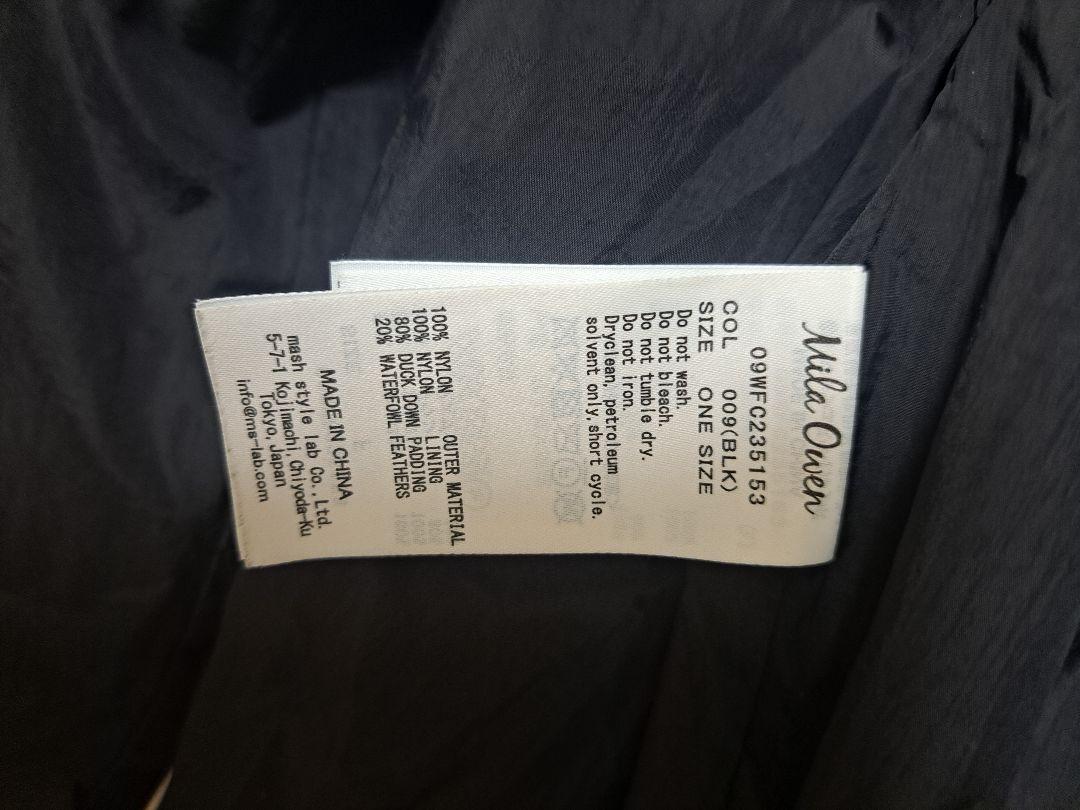 Mila Owen
09WFC235153
COL 009(BLK)
SIZE ONE SIZE
Do not wash.
Do not bleach.
Do not tumble dry.
Do not iron.
Dryclean, petroleum
solvent only, short cycle.
OUTER MATERIAL
100% NYLON
LINING
100% NYLON
80% DUCK DOWN PADDING
20% WATERFOWL FEATHERS
MADE IN CHINA
mash style lab Co., Ltd.
5-7-1 Kojimachi, Chiyoda-Ku
Tokyo, Japan
info@ms-lab.com